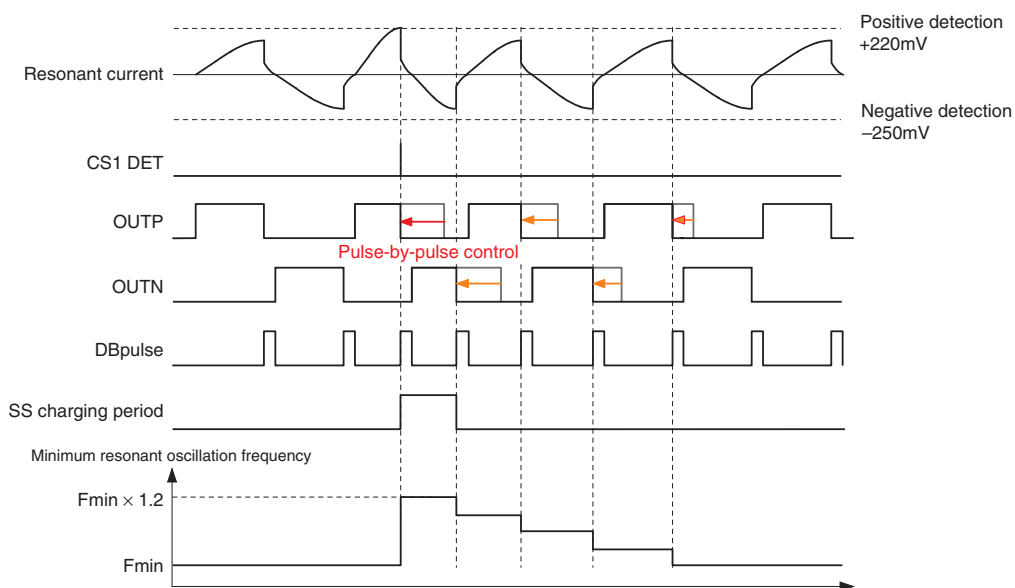 Positive detection
+220mV
Resonant current
Negative detection
−250mV
CS1 DET
OUTP
Pulse-by-pulse control
OUTN
DBpulse
SS charging period
Minimum resonant oscillation frequency
Fmin × 1.2
Fmin